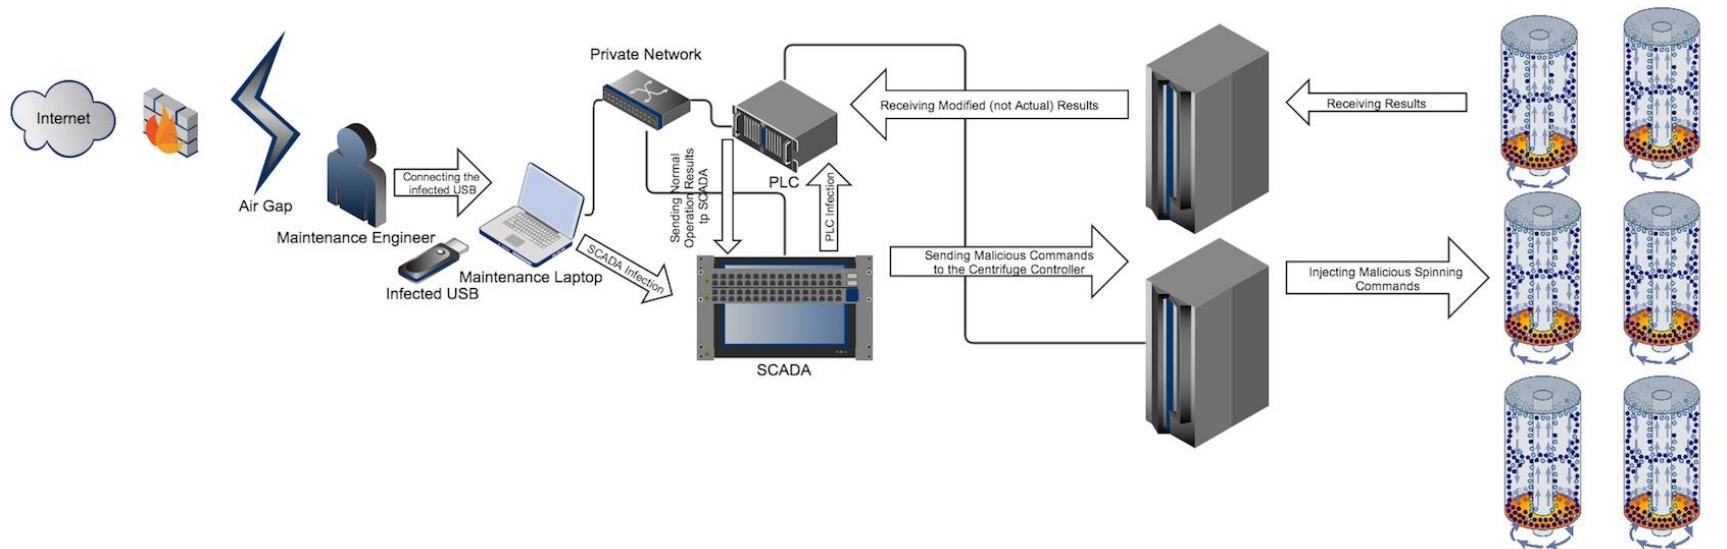 Internet
Air Gap
Maintenance Engineer
Connecting the
infected USB
Infected USB
Maintenance Laptop
SCADA Infection
Private Network
Sending Normal
Operation Results
tp SCADA
PLC
PLC Infection
SCADA
Receiving Modified (not Actual) Results
Sending Malicious Commands
to the Centrifuge Controller
Receiving Results
Injecting Malicious Spinning
Commands